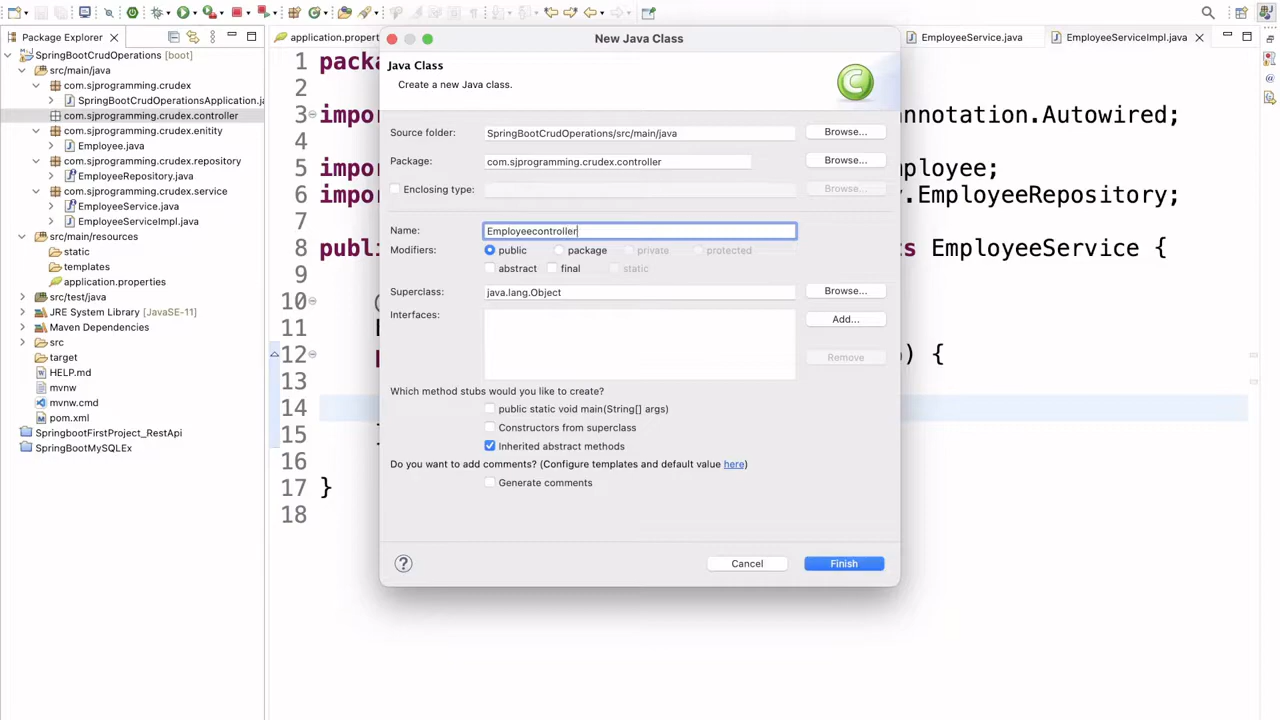 Package Explorer
application.propert
EmployeeService.java
EmployeeServiceImpl.java
SpringBootCrudOperations [boot]
src/main/java
com.sjprogramming.crudex
SpringBootCrudOperationsApplication.ja
com.sjprogramming.crudex.controller
com.sjprogramming.crudex.enitity
Employee.java
com.sjprogramming.crudex.repository
EmployeeRepository.java
com.sjprogramming.crudex.service
EmployeeService.java
EmployeeServiceImpl.java
src/main/resources
static
templates
application.properties
src/test/java
JRE System Library [JavaSE-11]
Maven Dependencies
src
target
HELP.md
mvnw
mvnw.cmd
pom.xml
SpringbootFirstProject_RestApi
SpringBootMySQLEx
1 packa
2
3 impor nnotation.Autowired;
4
5 impor mployee;
6 impor y.EmployeeRepository;
7
8 publi ts EmployeeService {
9
10
11
12 ) {
13
14
15
16
17 }
18
New Java Class
Java Class
Create a new Java class.
Source folder: SpringBootCrudOperations/src/main/java Browse...
Package: com.sjprogramming.crudex.controller Browse...
Enclosing type: Browse...
Name: Employeecontroller
Modifiers: public package private protected
abstract final static
Superclass: java.lang.Object Browse...
Interfaces: Add...
Remove
Which method stubs would you like to create?
public static void main(String[] args)
Constructors from superclass
Inherited abstract methods
Do you want to add comments? (Configure templates and default value here)
Generate comments
? Cancel Finish